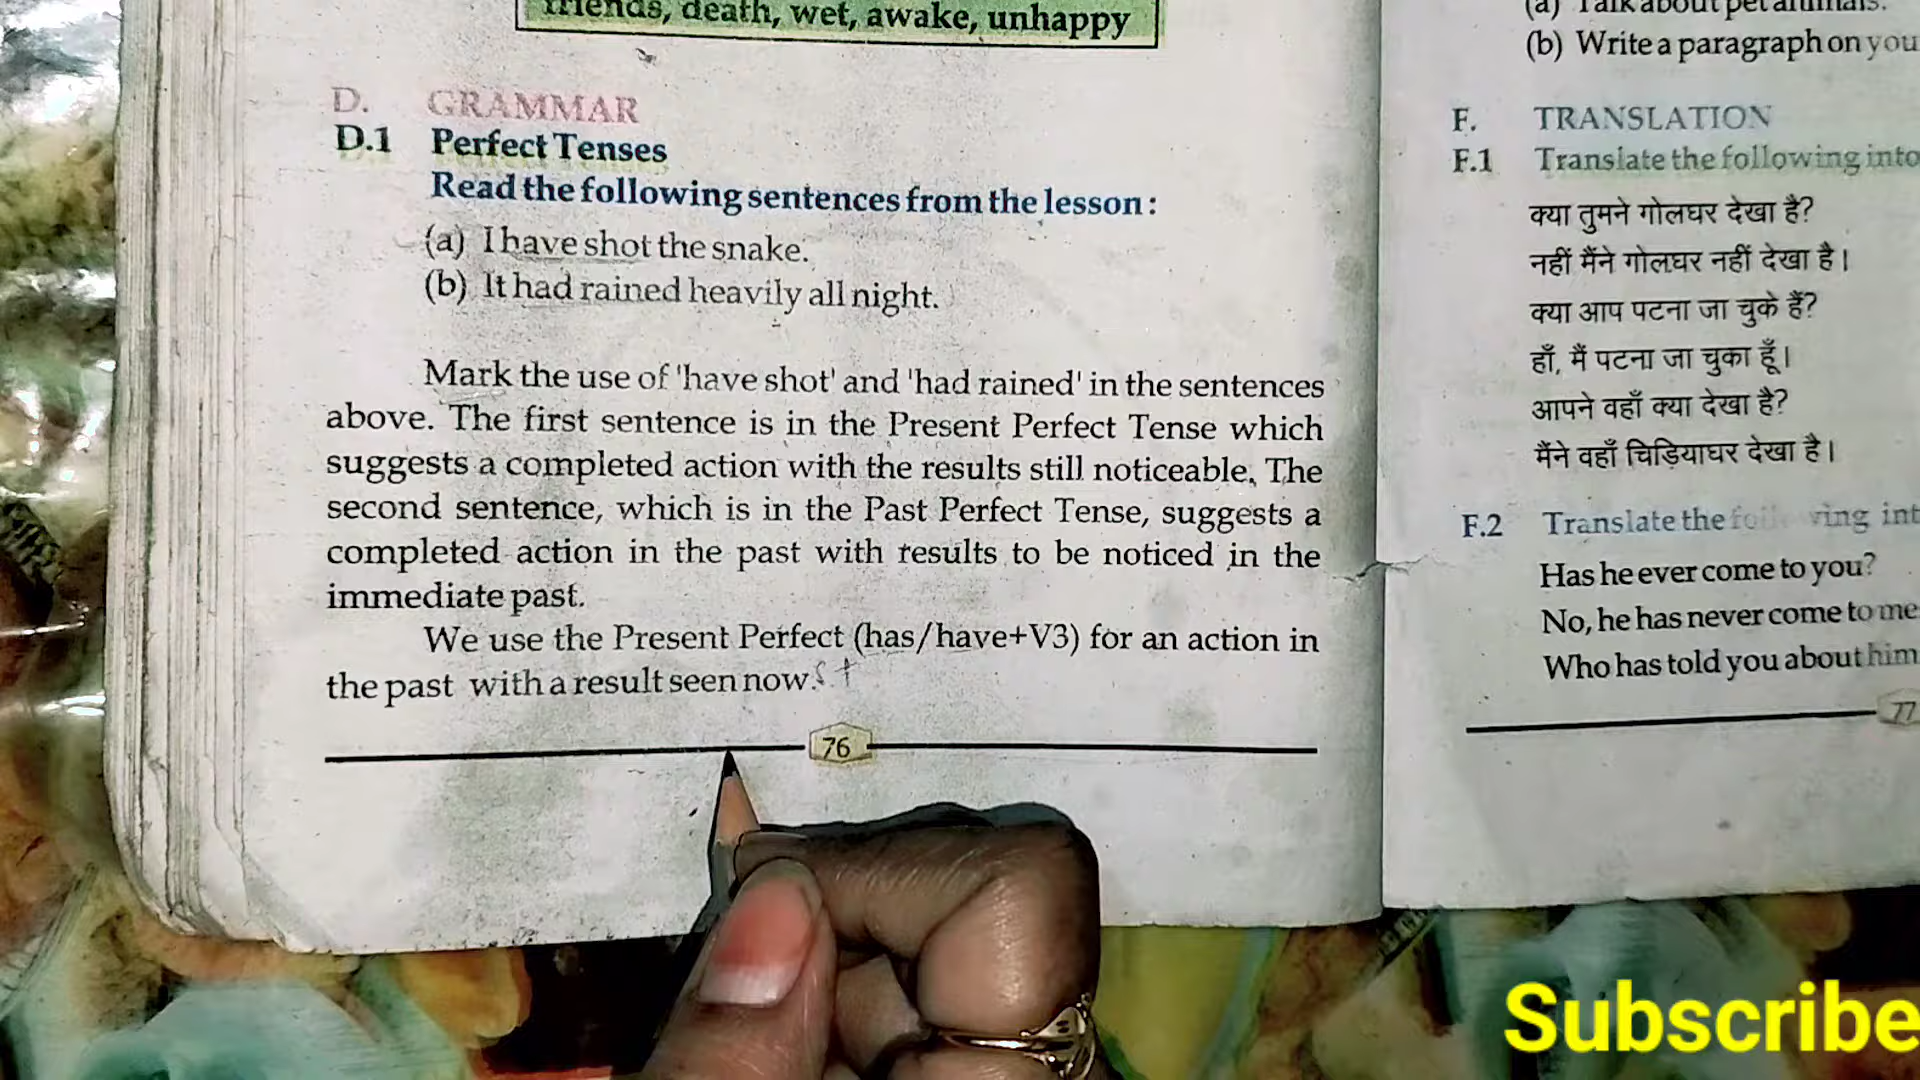 friends, death, wet, awake, unhappy
D. GRAMMAR
D.1 Perfect Tenses
Read the following sentences from the lesson :
(a) I have shot the snake.
(b) It had rained heavily all night.
Mark the use of 'have shot' and 'had rained' in the sentences
above. The first sentence is in the Present Perfect Tense which
suggests a completed action with the results still noticeable. The
second sentence, which is in the Past Perfect Tense, suggests a
completed action in the past with results to be noticed in the
immediate past.
We use the Present Perfect (has/have+V3) for an action in
the past with a result seen now.
76
(a) Talk about pet animals.
(b) Write a paragraph on you
F. TRANSLATION
F.1 Translate the following into
क्या तुमने गोलघर देखा है?
नहीं मैंने गोलघर नहीं देखा है।
क्या आप पटना जा चुके हैं?
हाँ, मैं पटना जा चुका हूँ।
आपने वहाँ क्या देखा है?
मैंने वहाँ चिड़ियाघर देखा है।
F.2 Translate the int
Has he ever come to you?
No, he has never come to me
Who has told you about him
77
Subscribe